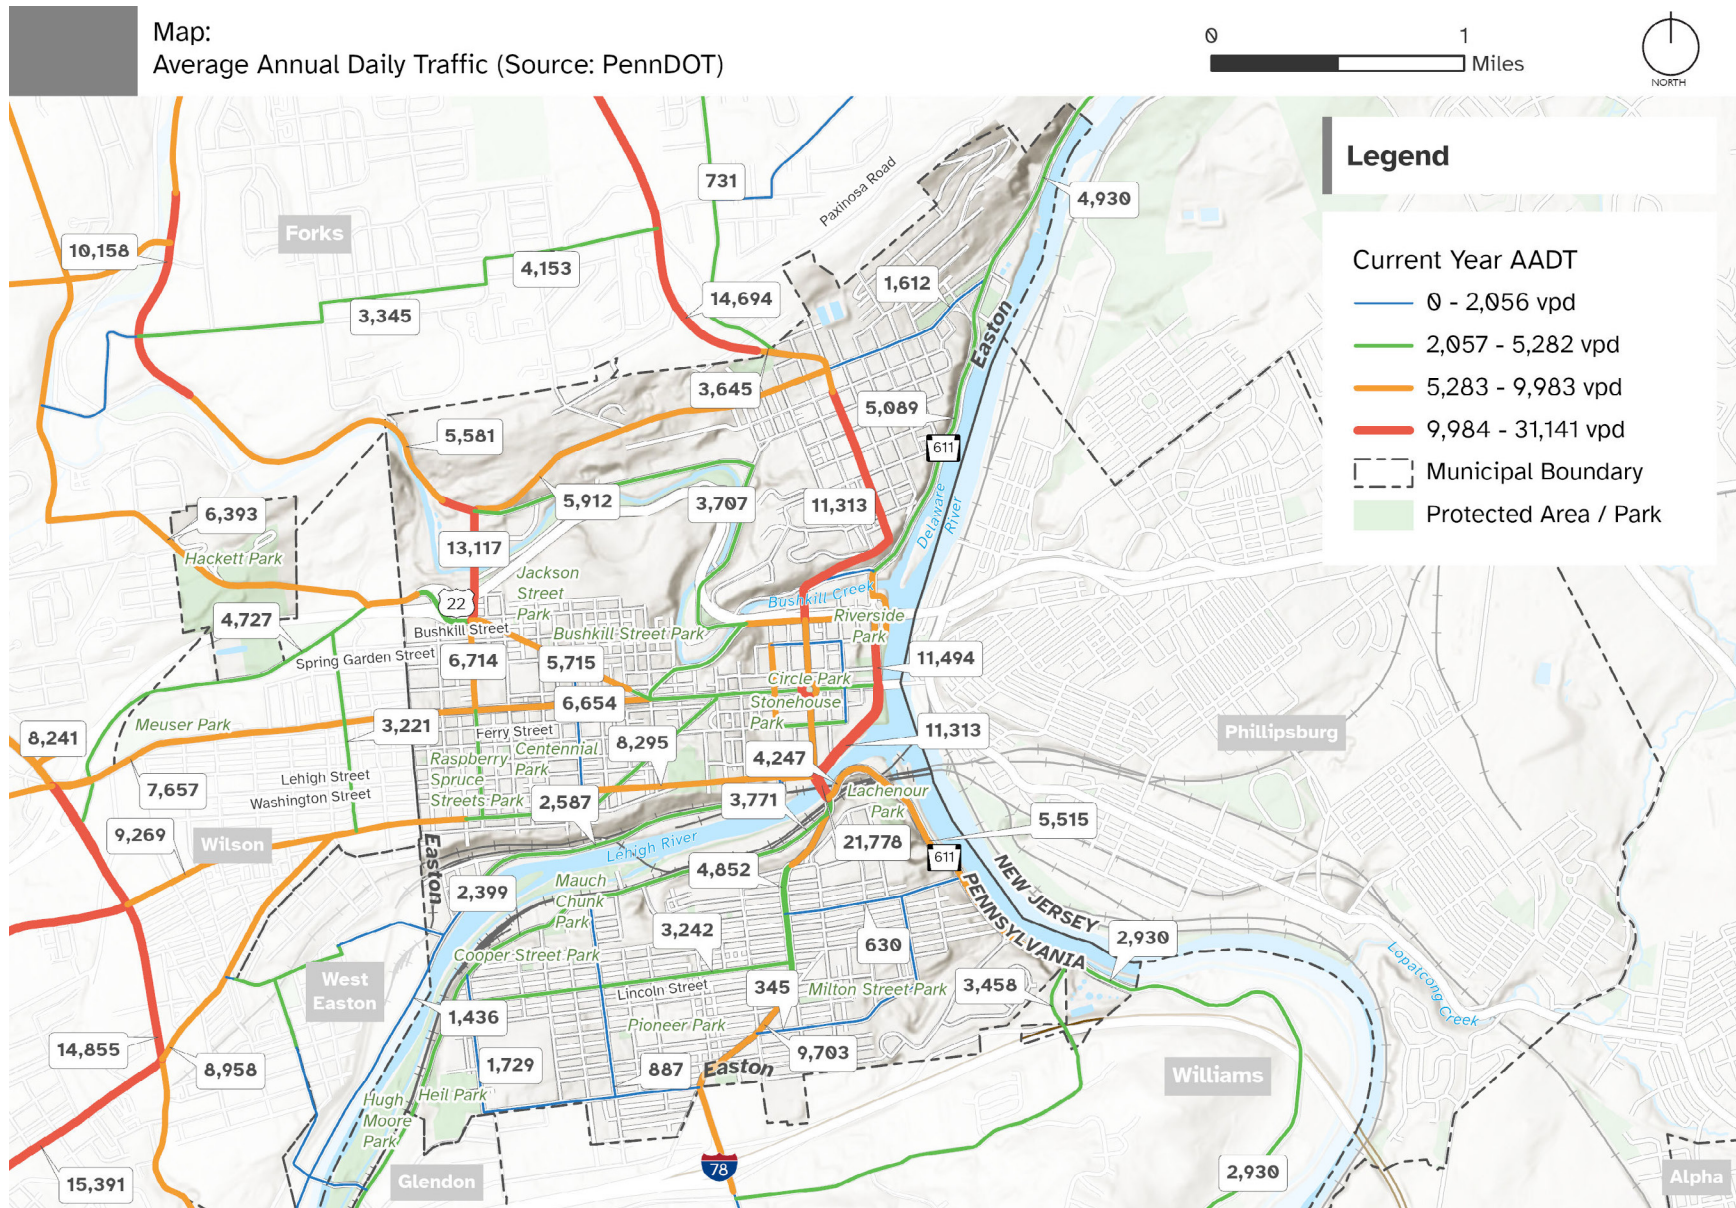 Map:
Average Annual Daily Traffic (Source: PennDOT)
0
1
Miles
NORTH
Legend
Current Year AADT
0 - 2,056 vpd
2,057 - 5,282 vpd
5,283 - 9,983 vpd
9,984 - 31,141 vpd
Municipal Boundary
Protected Area / Park
731
Paxinosa Road
4,930
Forks
10,158
4,153
1,612
14,694
3,345
Easton
3,645
5,089
5,581
611
5,912
3,707
11,313
6,393
Delaware
River
Hackett Park
13,117
Jackson
Street
Park
Bushkill Creek
22
4,727
Bushkill Street
Bushkill Street Park
Riverside
Park
Spring Garden Street
6,714
5,715
11,494
Circle Park
6,654
Stonehouse
Park
Meuser Park
3,221
Ferry Street
8,241
8,295
11,313
Phillipsburg
Centennial
Park
Raspberry
Spruce
Streets Park
4,247
Lehigh Street
Washington Street
7,657
2,587
3,771
Lachenour
Park
5,515
9,269
Wilson
Lehigh River
21,778
611
Easton
4,852
NEW JERSEY
PENNSYLVANIA
2,399
Mauch
Chunk
Park
3,242
630
2,930
Cooper Street Park
Lopatcong Creek
West
Easton
Lincoln Street
345
Milton Street Park
3,458
1,436
Pioneer Park
14,855
9,703
8,958
1,729
887
Easton
Williams
Hugh
Moore
Park
Heil Park
78
15,391
Glendon
2,930
Alpha